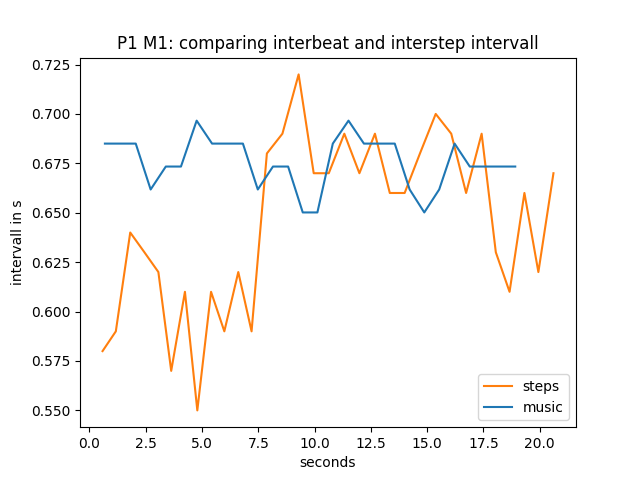 P1 M1: comparing interbeat and interstep intervall
0.725
0.700
0.675
0.650
0.625
0.600
0.575
0.550
intervall in s
steps
music
0.0 2.5 5.0 7.5 10.0 12.5 15.0 17.5 20.0
seconds